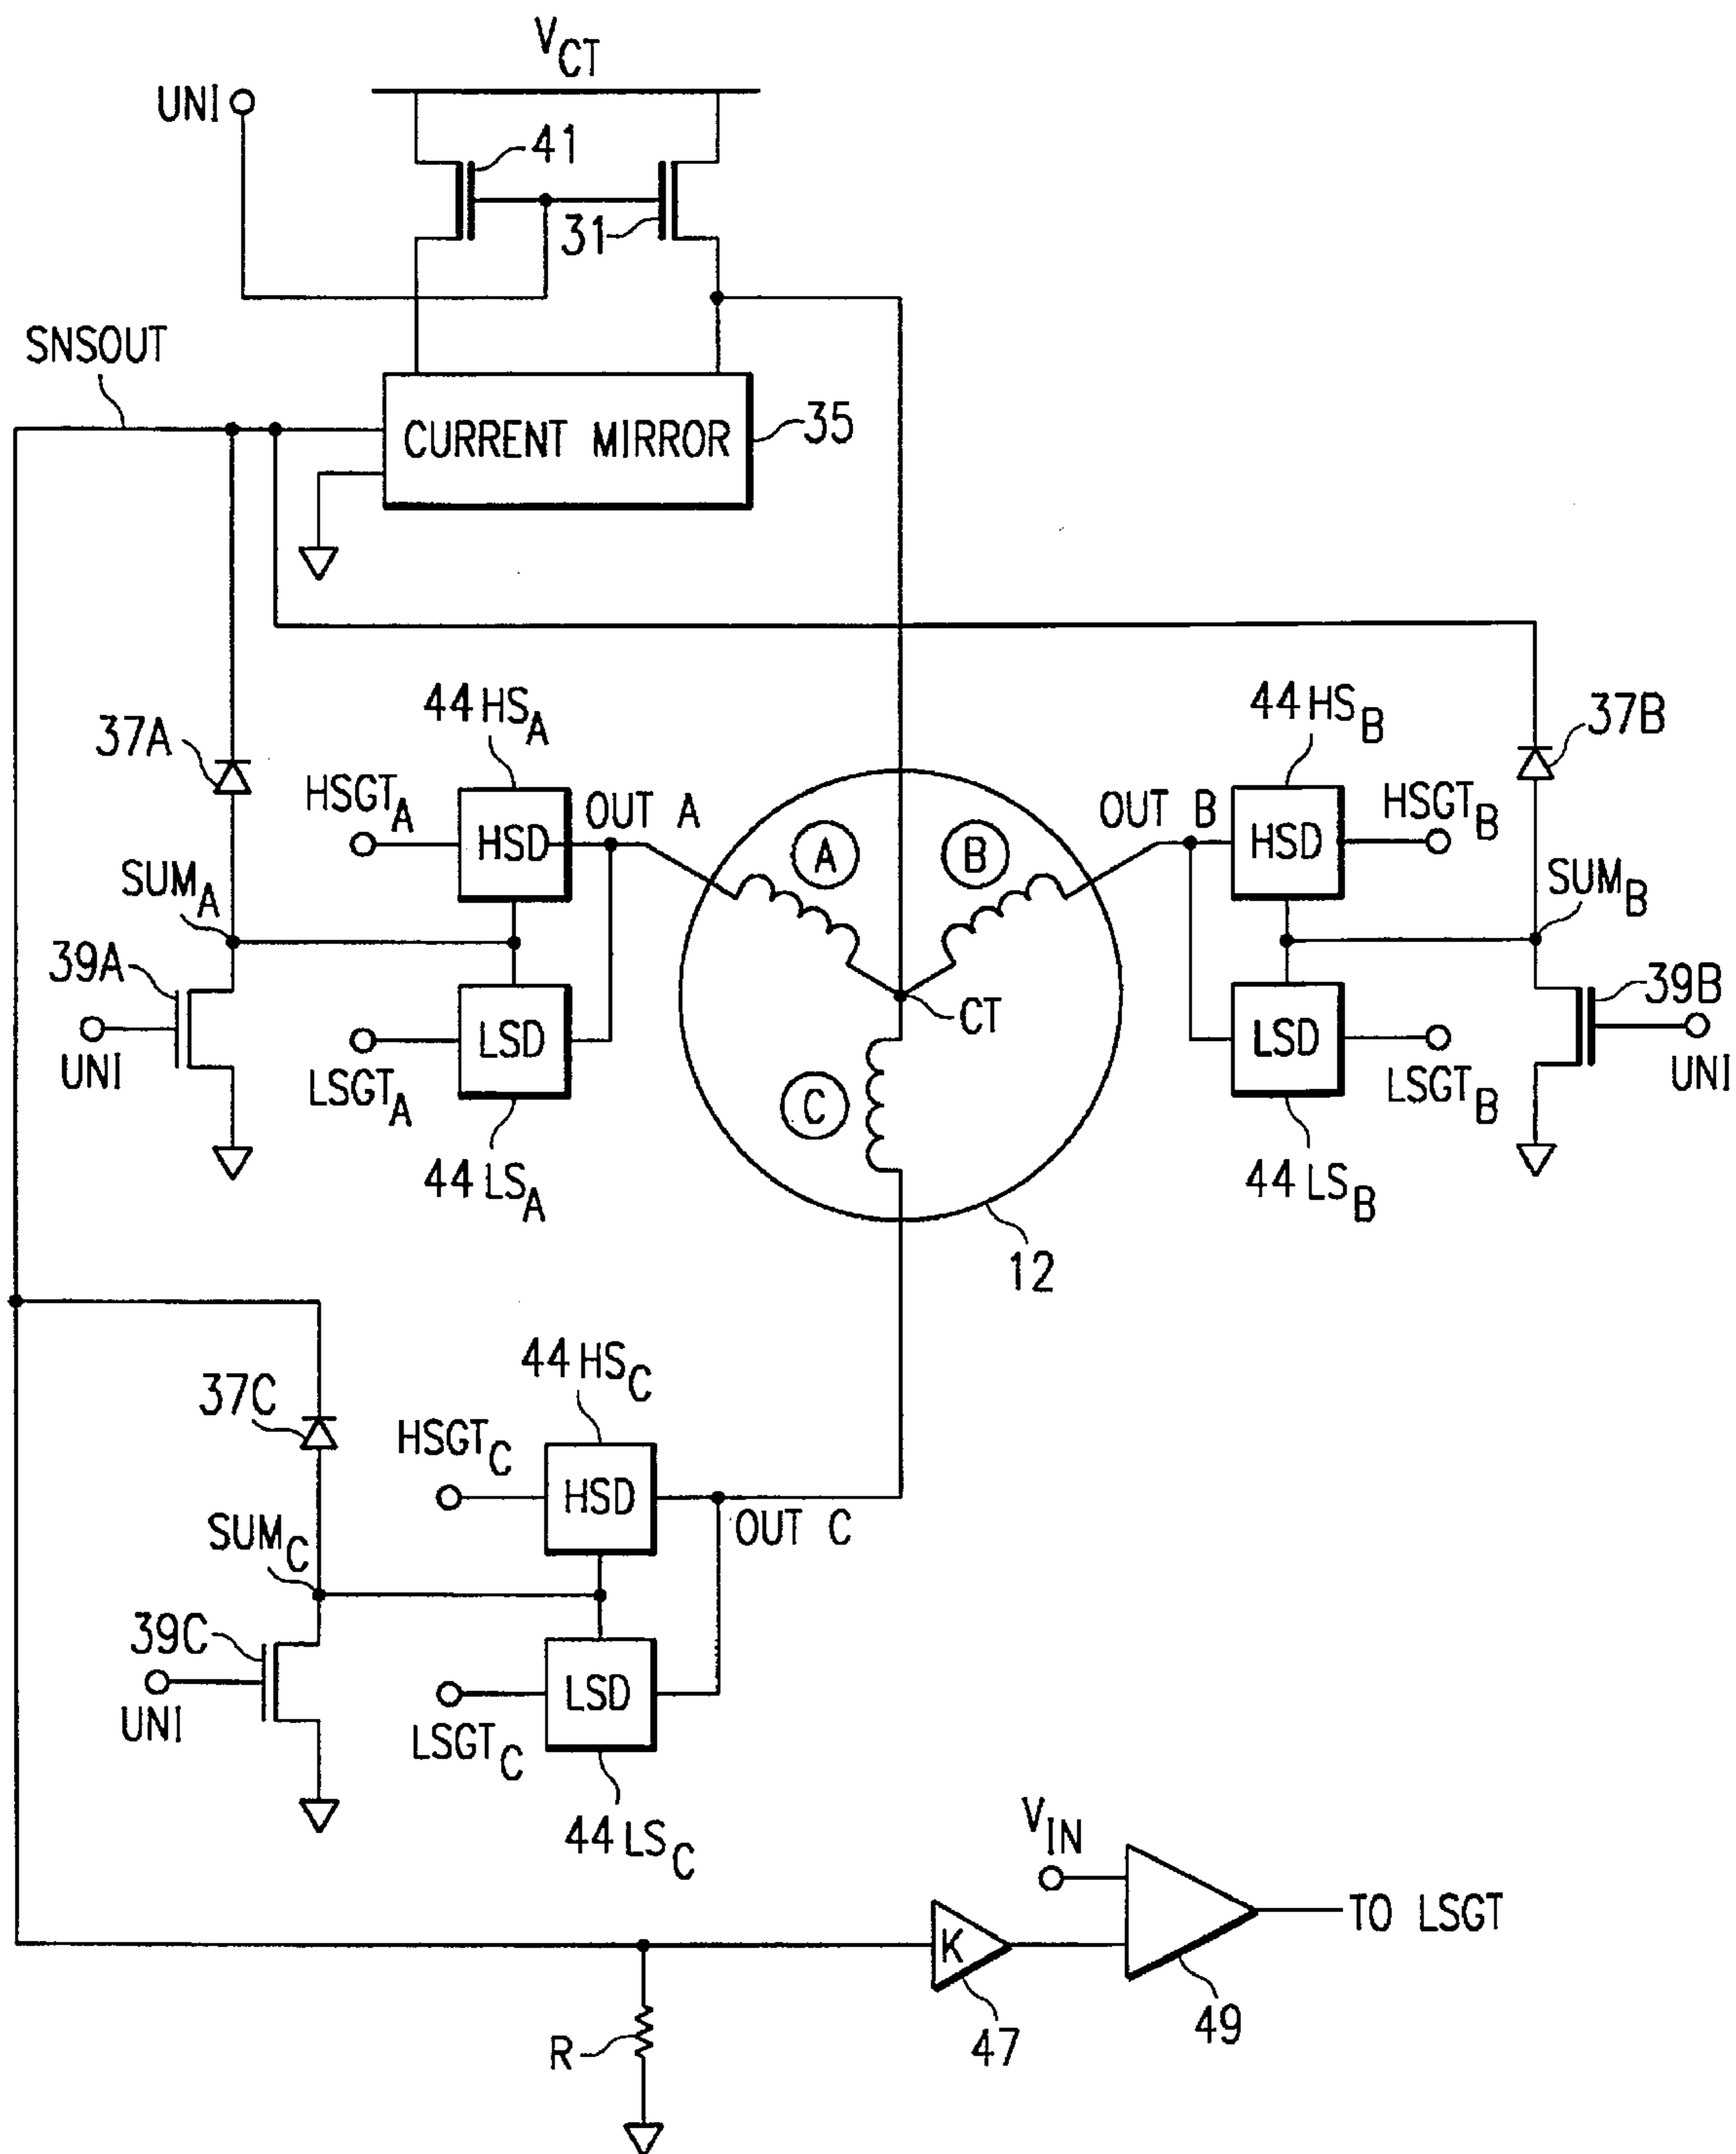 V_CT
UNI
41
31
SNSOUT
CURRENT MIRROR
35
44 HS_A
44 HS_B
37A
37B
HSGT_A
HSD
OUT A
A
B
OUT B
HSD
HSGT_B
SUM_A
SUM_B
39A
39B
UNI
LSGT_A
LSD
CT
LSD
LSGT_B
UNI
C
44 LS_A
44 LS_B
12
44 HS_C
37C
HSGT_C
HSD
OUT C
SUM_C
39C
UNI
LSGT_C
LSD
44 LS_C
V_IN
TO LSGT
K
R
47
49